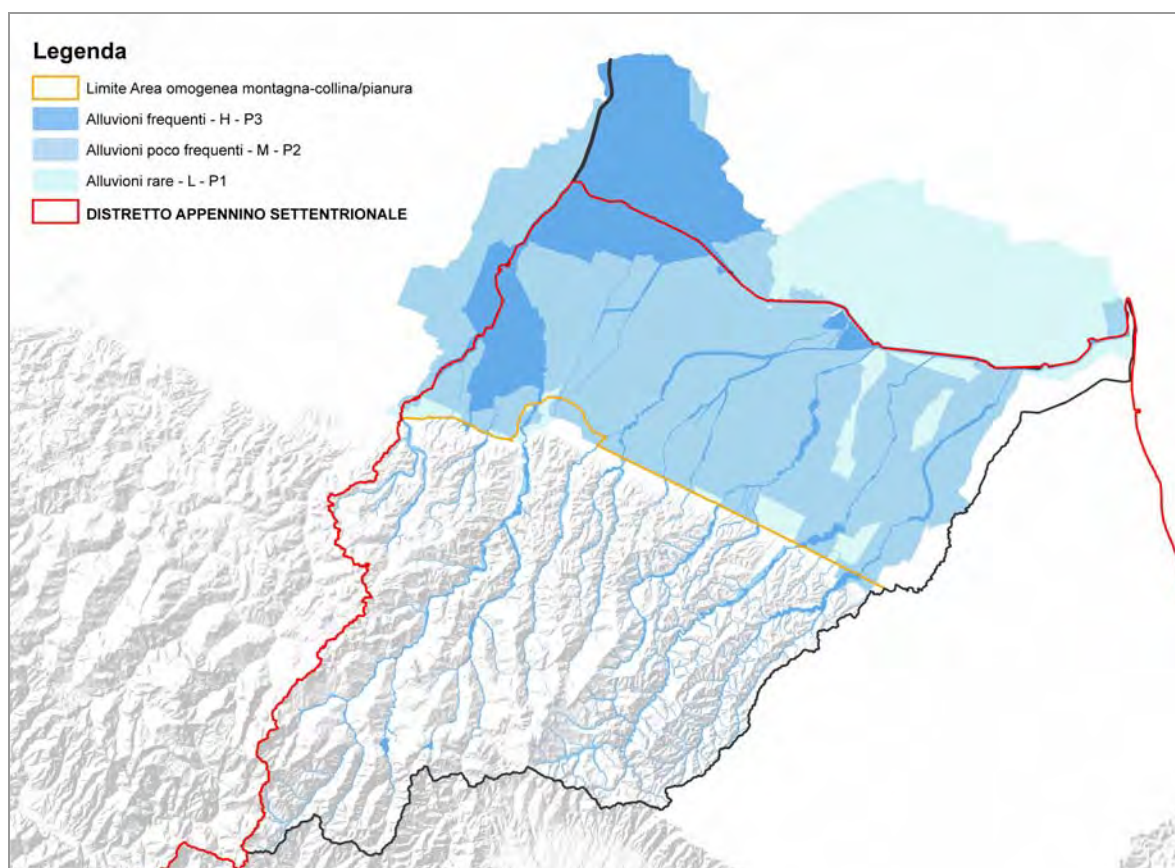 Legenda
Limite Area omogenea montagna-collina/pianura
Alluvioni frequenti - H - P3
Alluvioni poco frequenti - M - P2
Alluvioni rare - L - P1
DISTRETTO APPENNINO SETTENTRIONALE